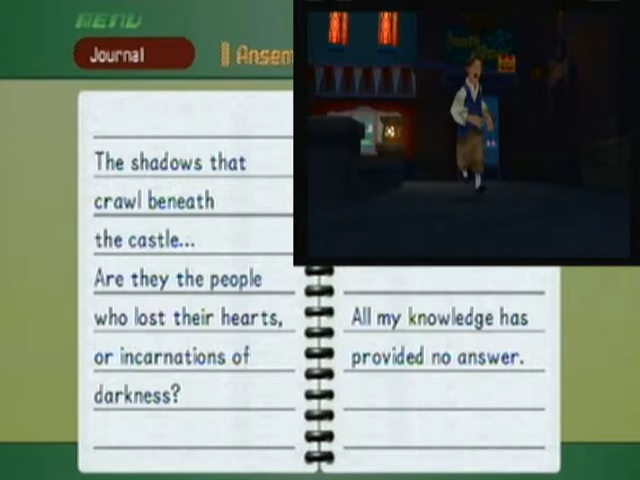 MENU
Journal
Ansem
The shadows that
crawl beneath
the castle...
Are they the people
who lost their hearts,
or incarnations of
darkness?
All my knowledge has
provided no answer.